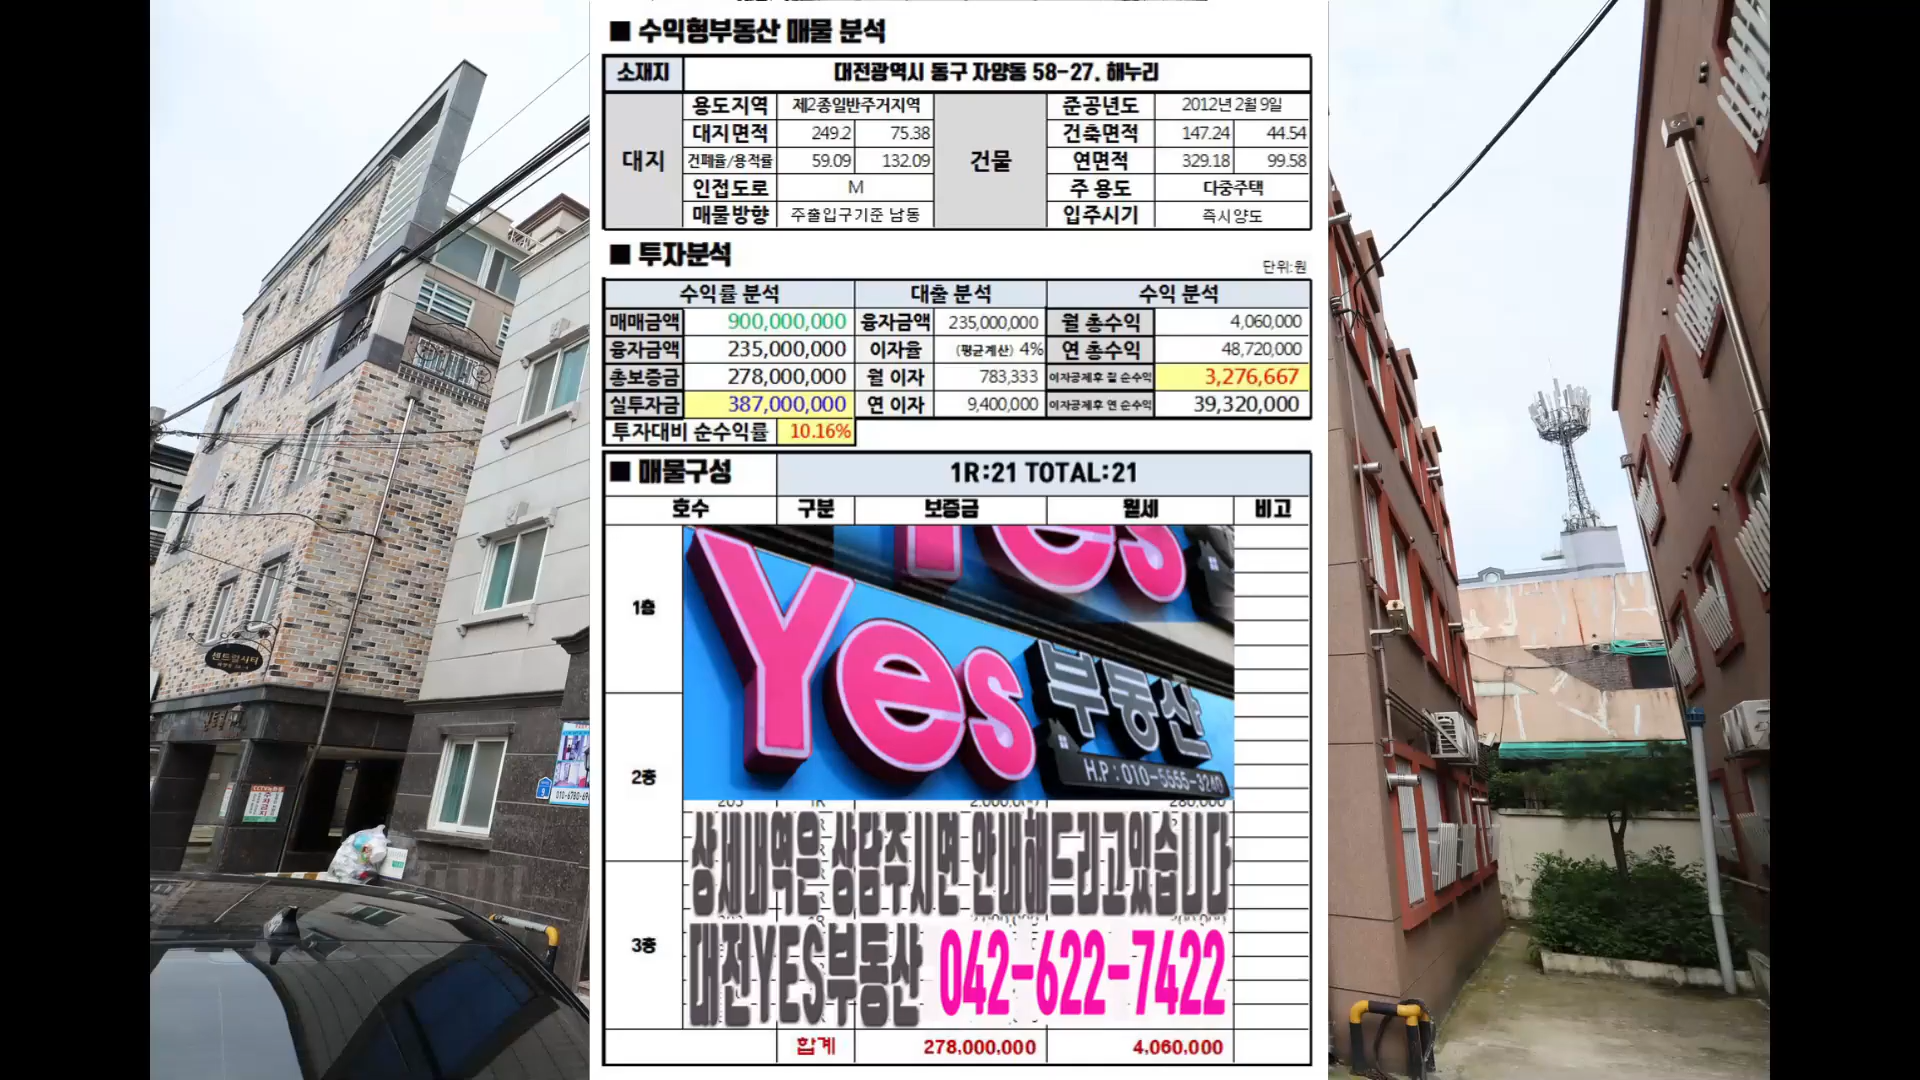 ■ 수익형부동산 매물 분석
소재지 대전광역시 동구 자양동 58-27. 해누리
대지 건물
용도지역 제2종일반주거지역 준공년도 2012년 2월 9일
대지면적 249.2 75.38 건축면적 147.24 44.54
건폐율/용적률 59.09 132.09 연면적 329.18 99.58
인접도로 M 주 용도 다중주택
매물방향 주출입구기준 남동 입주시기 즉시양도
■ 투자분석
단위:원
수익률 분석 대출 분석 수익 분석
매매금액 900,000,000 융자금액 235,000,000 월 총수익 4,060,000
융자금액 235,000,000 이자율 (평균계산) 4% 연 총수익 48,720,000
총보증금 278,000,000 월 이자 783,333 이자공제후 월 순수익 3,276,667
실투자금 387,000,000 연 이자 9,400,000 이자공제후 연 순수익 39,320,000
투자대비 순수익률 10.16%
■ 매물구성 1R:21 TOTAL:21
호수 구분 보증금 월세 비고
1층
2층
3층
Yes
Yes 부동산
H.P : 010-5555-3240
상세내역은 상담주시면 안내해드리고있습니다
대전YES부동산 042-622-7422
합계 278,000,000 4,060,000
센트럴시티